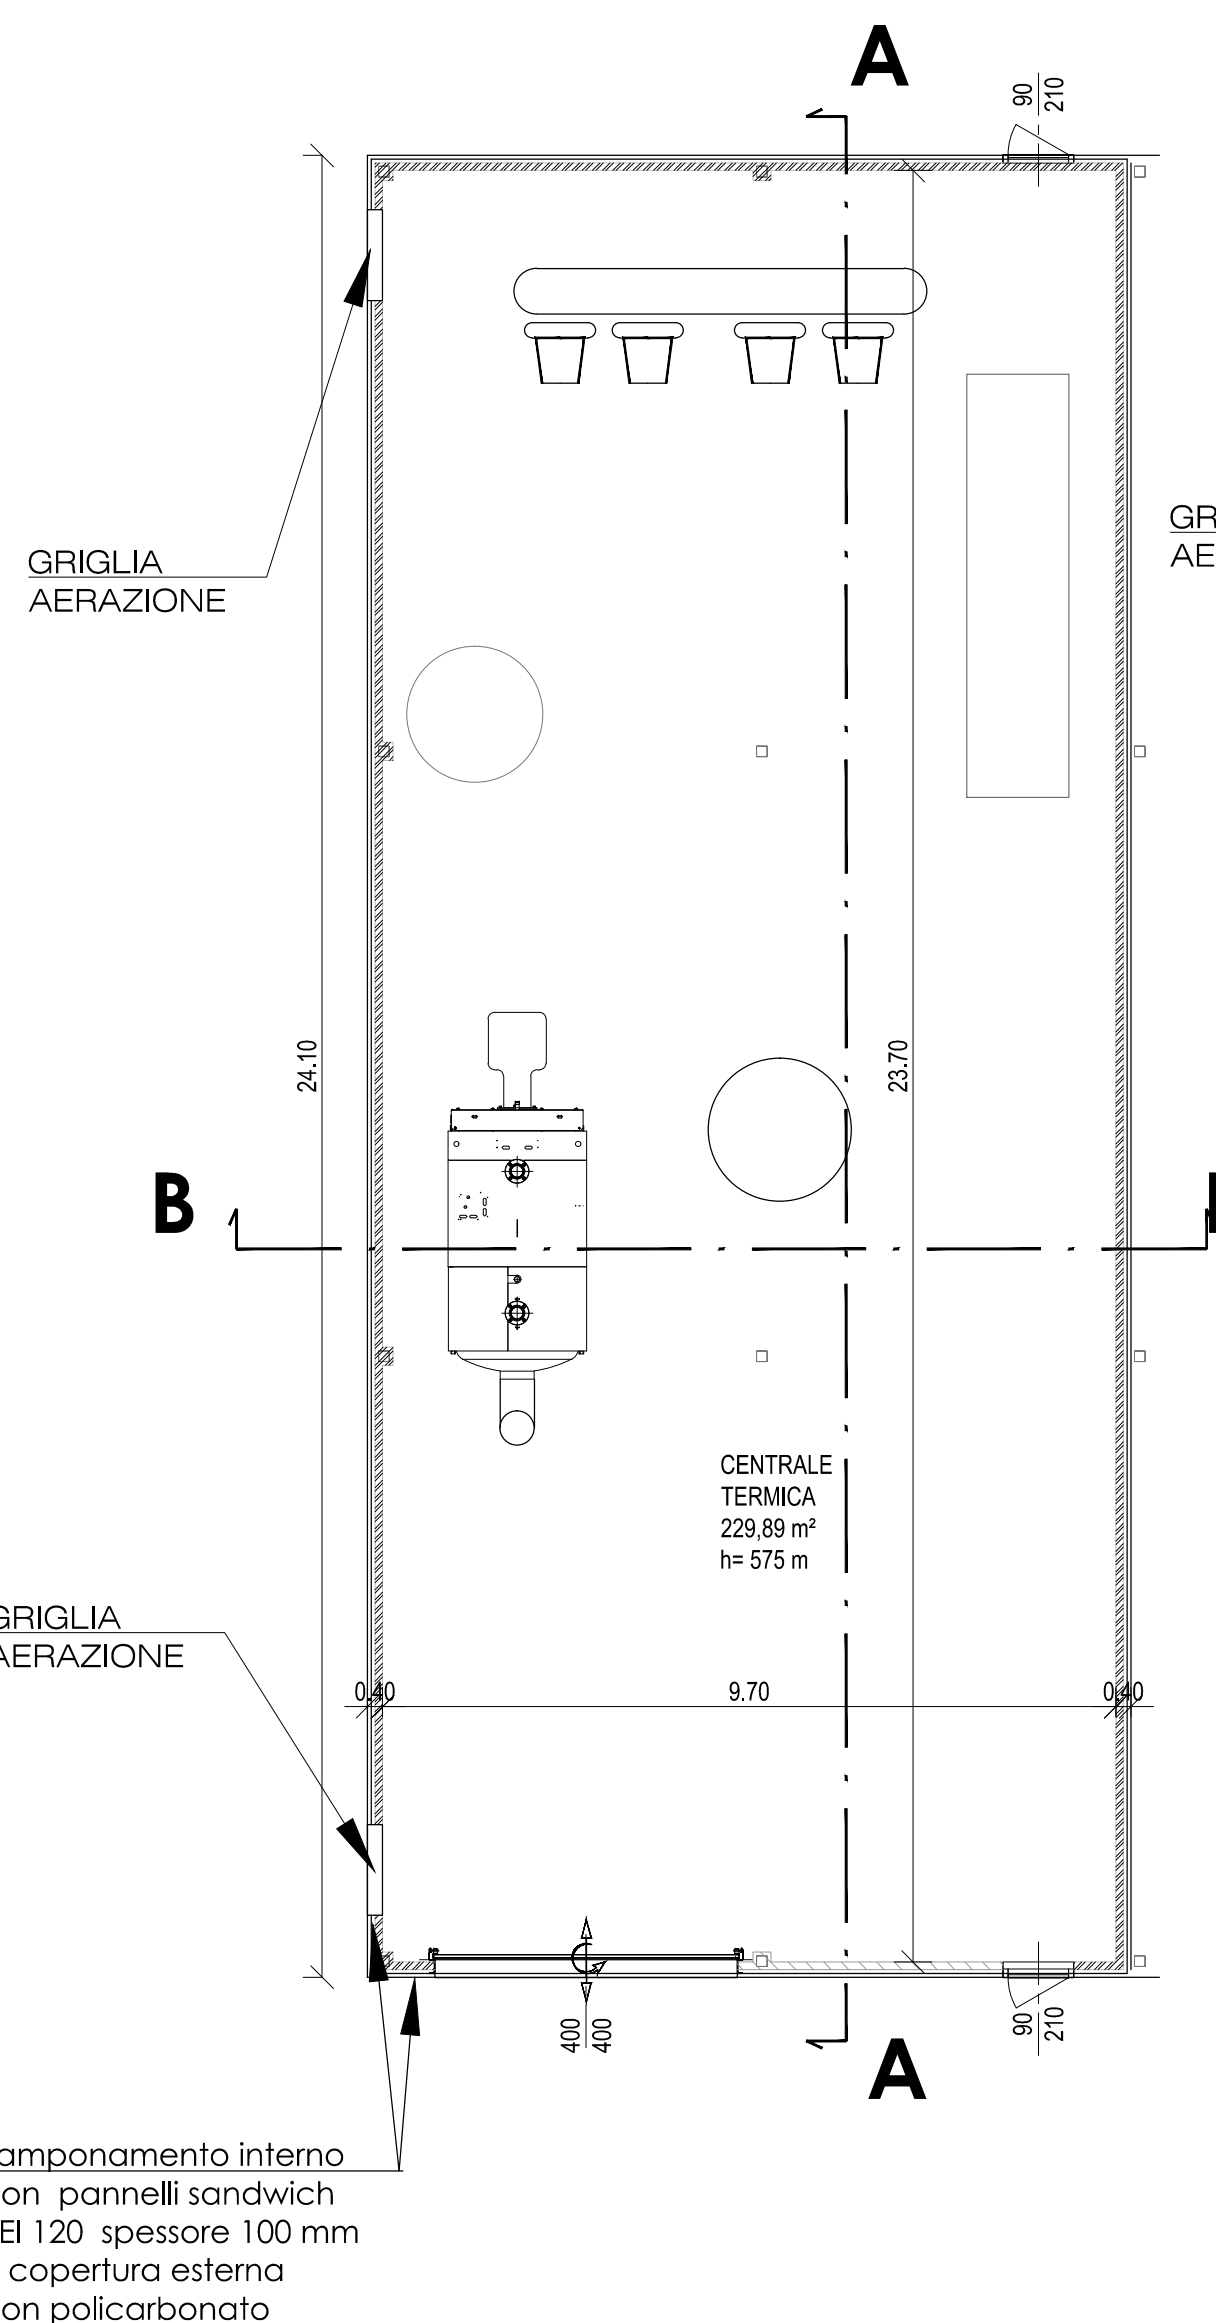 A
90
210
GRIGLIA
AERAZIONE
GR
AE
24.10
23.70
B
CENTRALE
TERMICA
229,89 m²
h= 575 m
GRIGLIA
AERAZIONE
0.40
9.70
0.40
400
400
90
210
A
amponamento interno
on pannelli sandwich
EI 120 spessore 100 mm
copertura esterna
on policarbonato